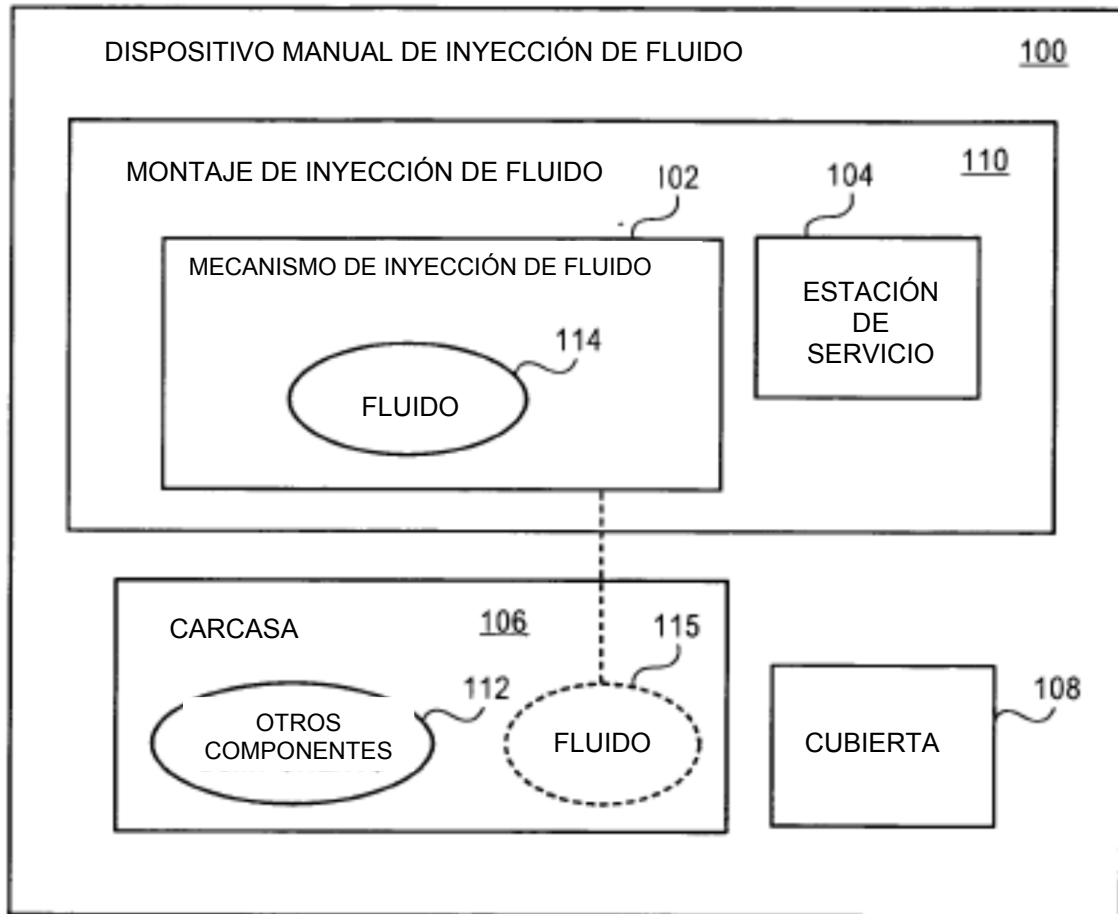 DISPOSITIVO MANUAL DE INYECCIÓN DE FLUIDO 100
MONTAJE DE INYECCIÓN DE FLUIDO 110
102
104
MECANISMO DE INYECCIÓN DE FLUIDO
ESTACIÓN
DE
SERVICIO
114
FLUIDO
CARCASA 106
115
112
OTROS
COMPONENTES
FLUIDO
108
CUBIERTA